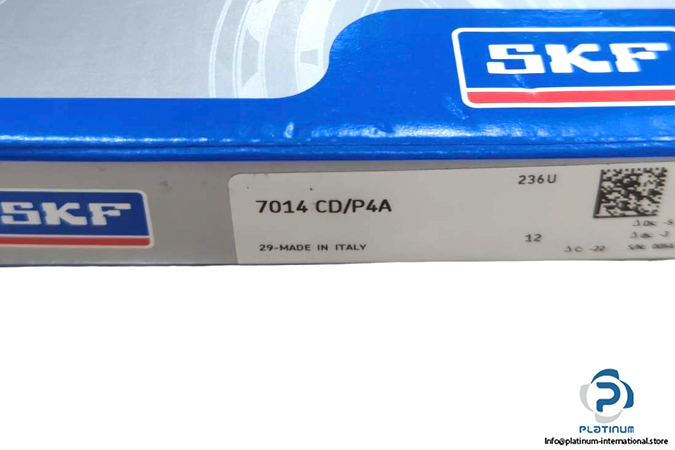 SKF
SKF
236U
7014 CD/P4A
29-MADE IN ITALY
12
P
PLATINUM
Info@platinum-international.store